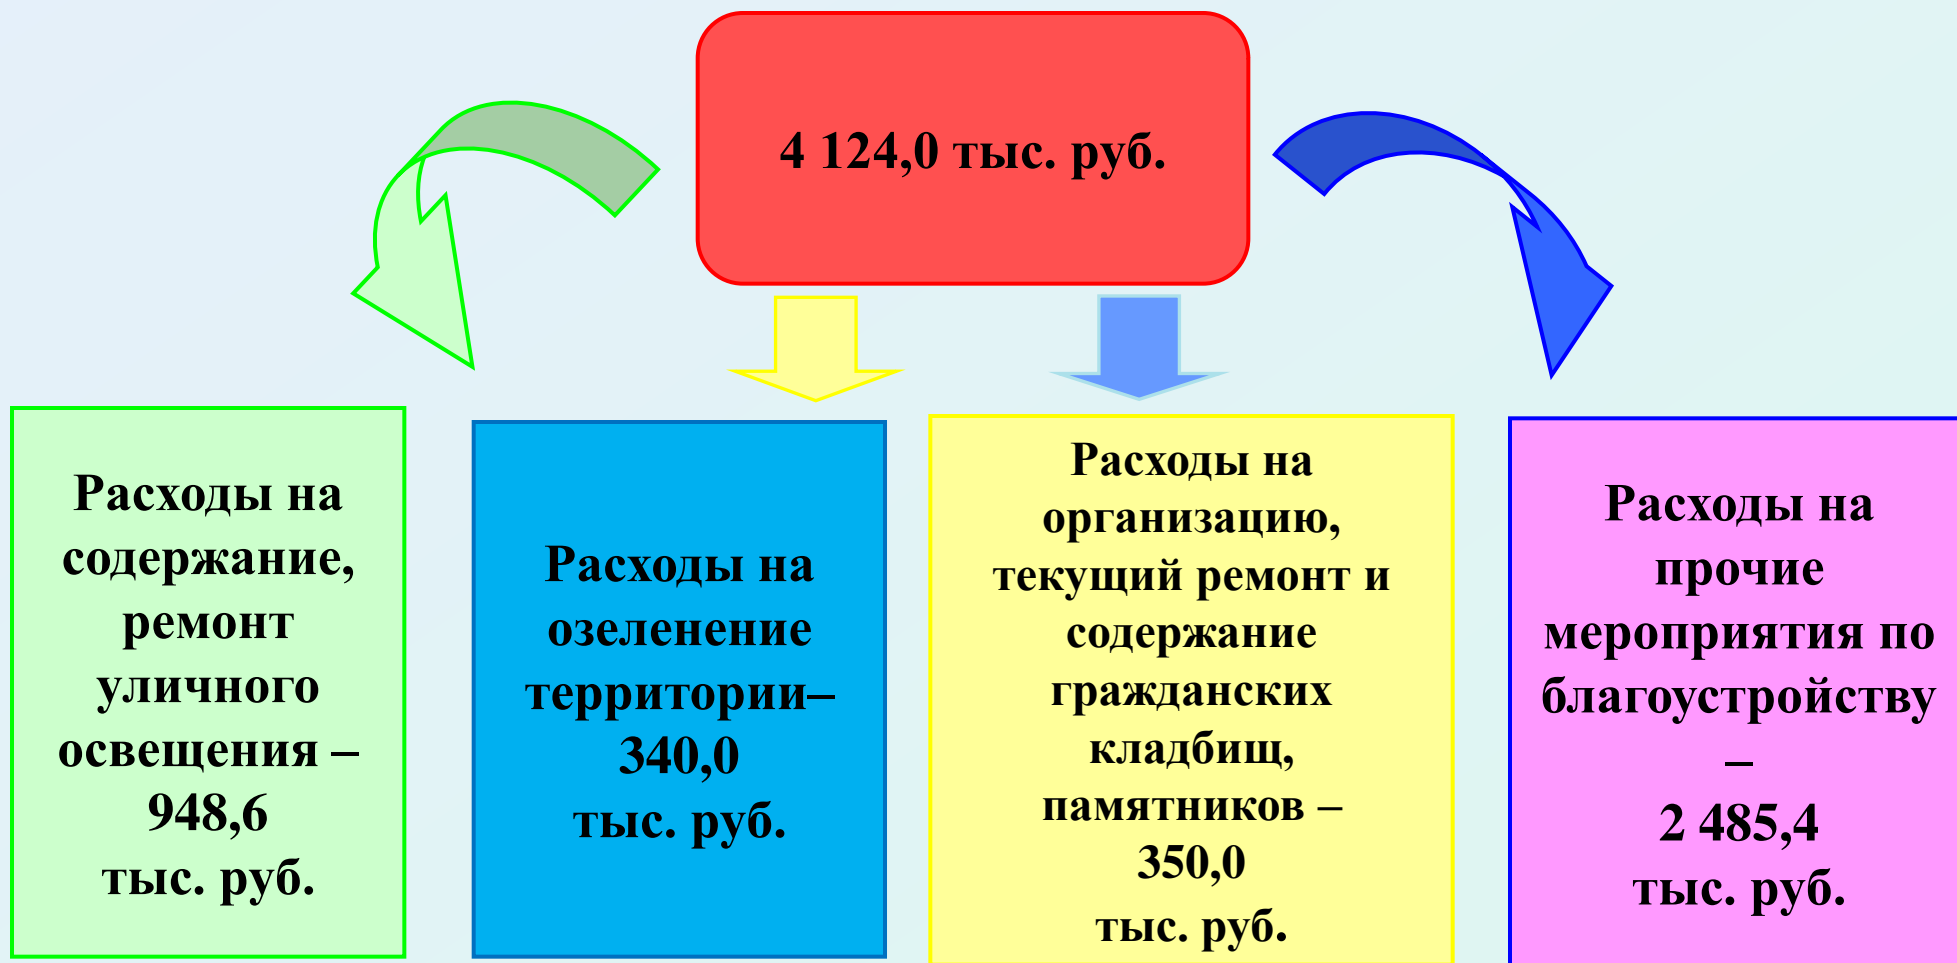 4 124,0 тыс. руб.
Расходы на
содержание,
ремонт
уличного
освещения –
948,6
тыс. руб.
Расходы на
озеленение
территории–
340,0
тыс. руб.
Расходы на
организацию,
текущий ремонт и
содержание
гражданских
кладбищ,
памятников –
350,0
тыс. руб.
Расходы на
прочие
мероприятия по
благоустройству
–
2 485,4
тыс. руб.